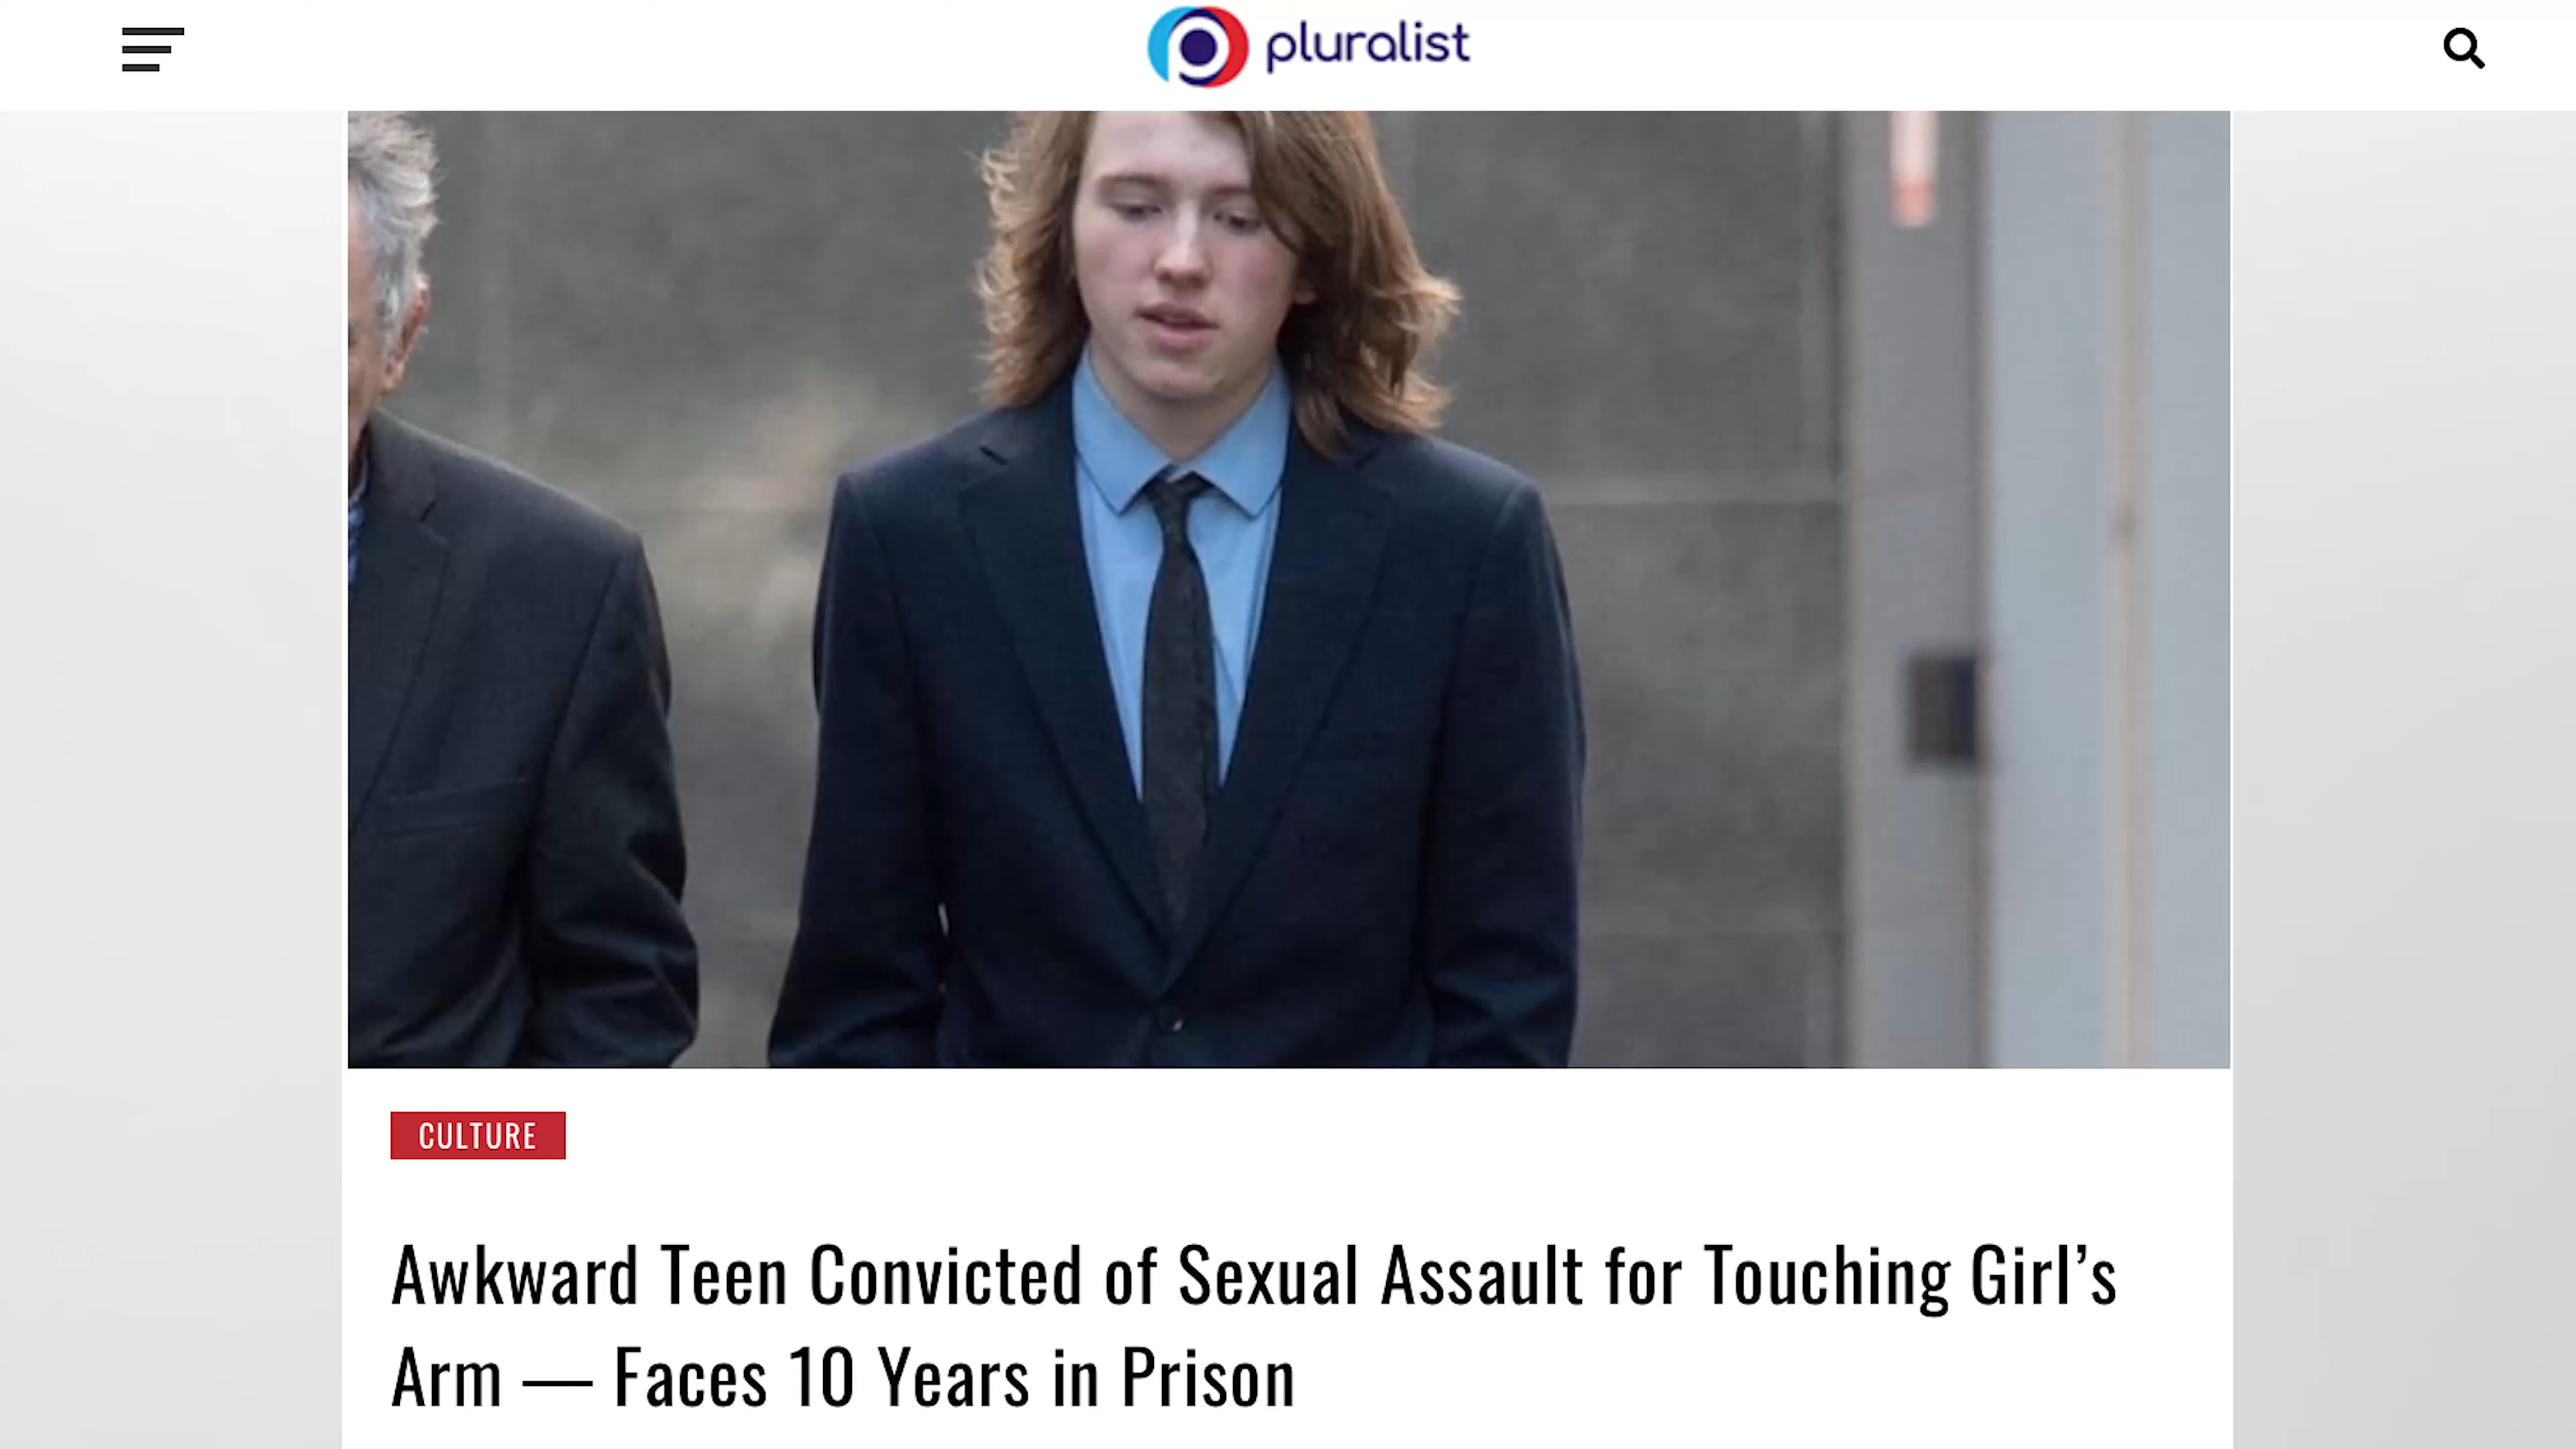 pluralist
CULTURE
Awkward Teen Convicted of Sexual Assault for Touching Girl’s
Arm — Faces 10 Years in Prison